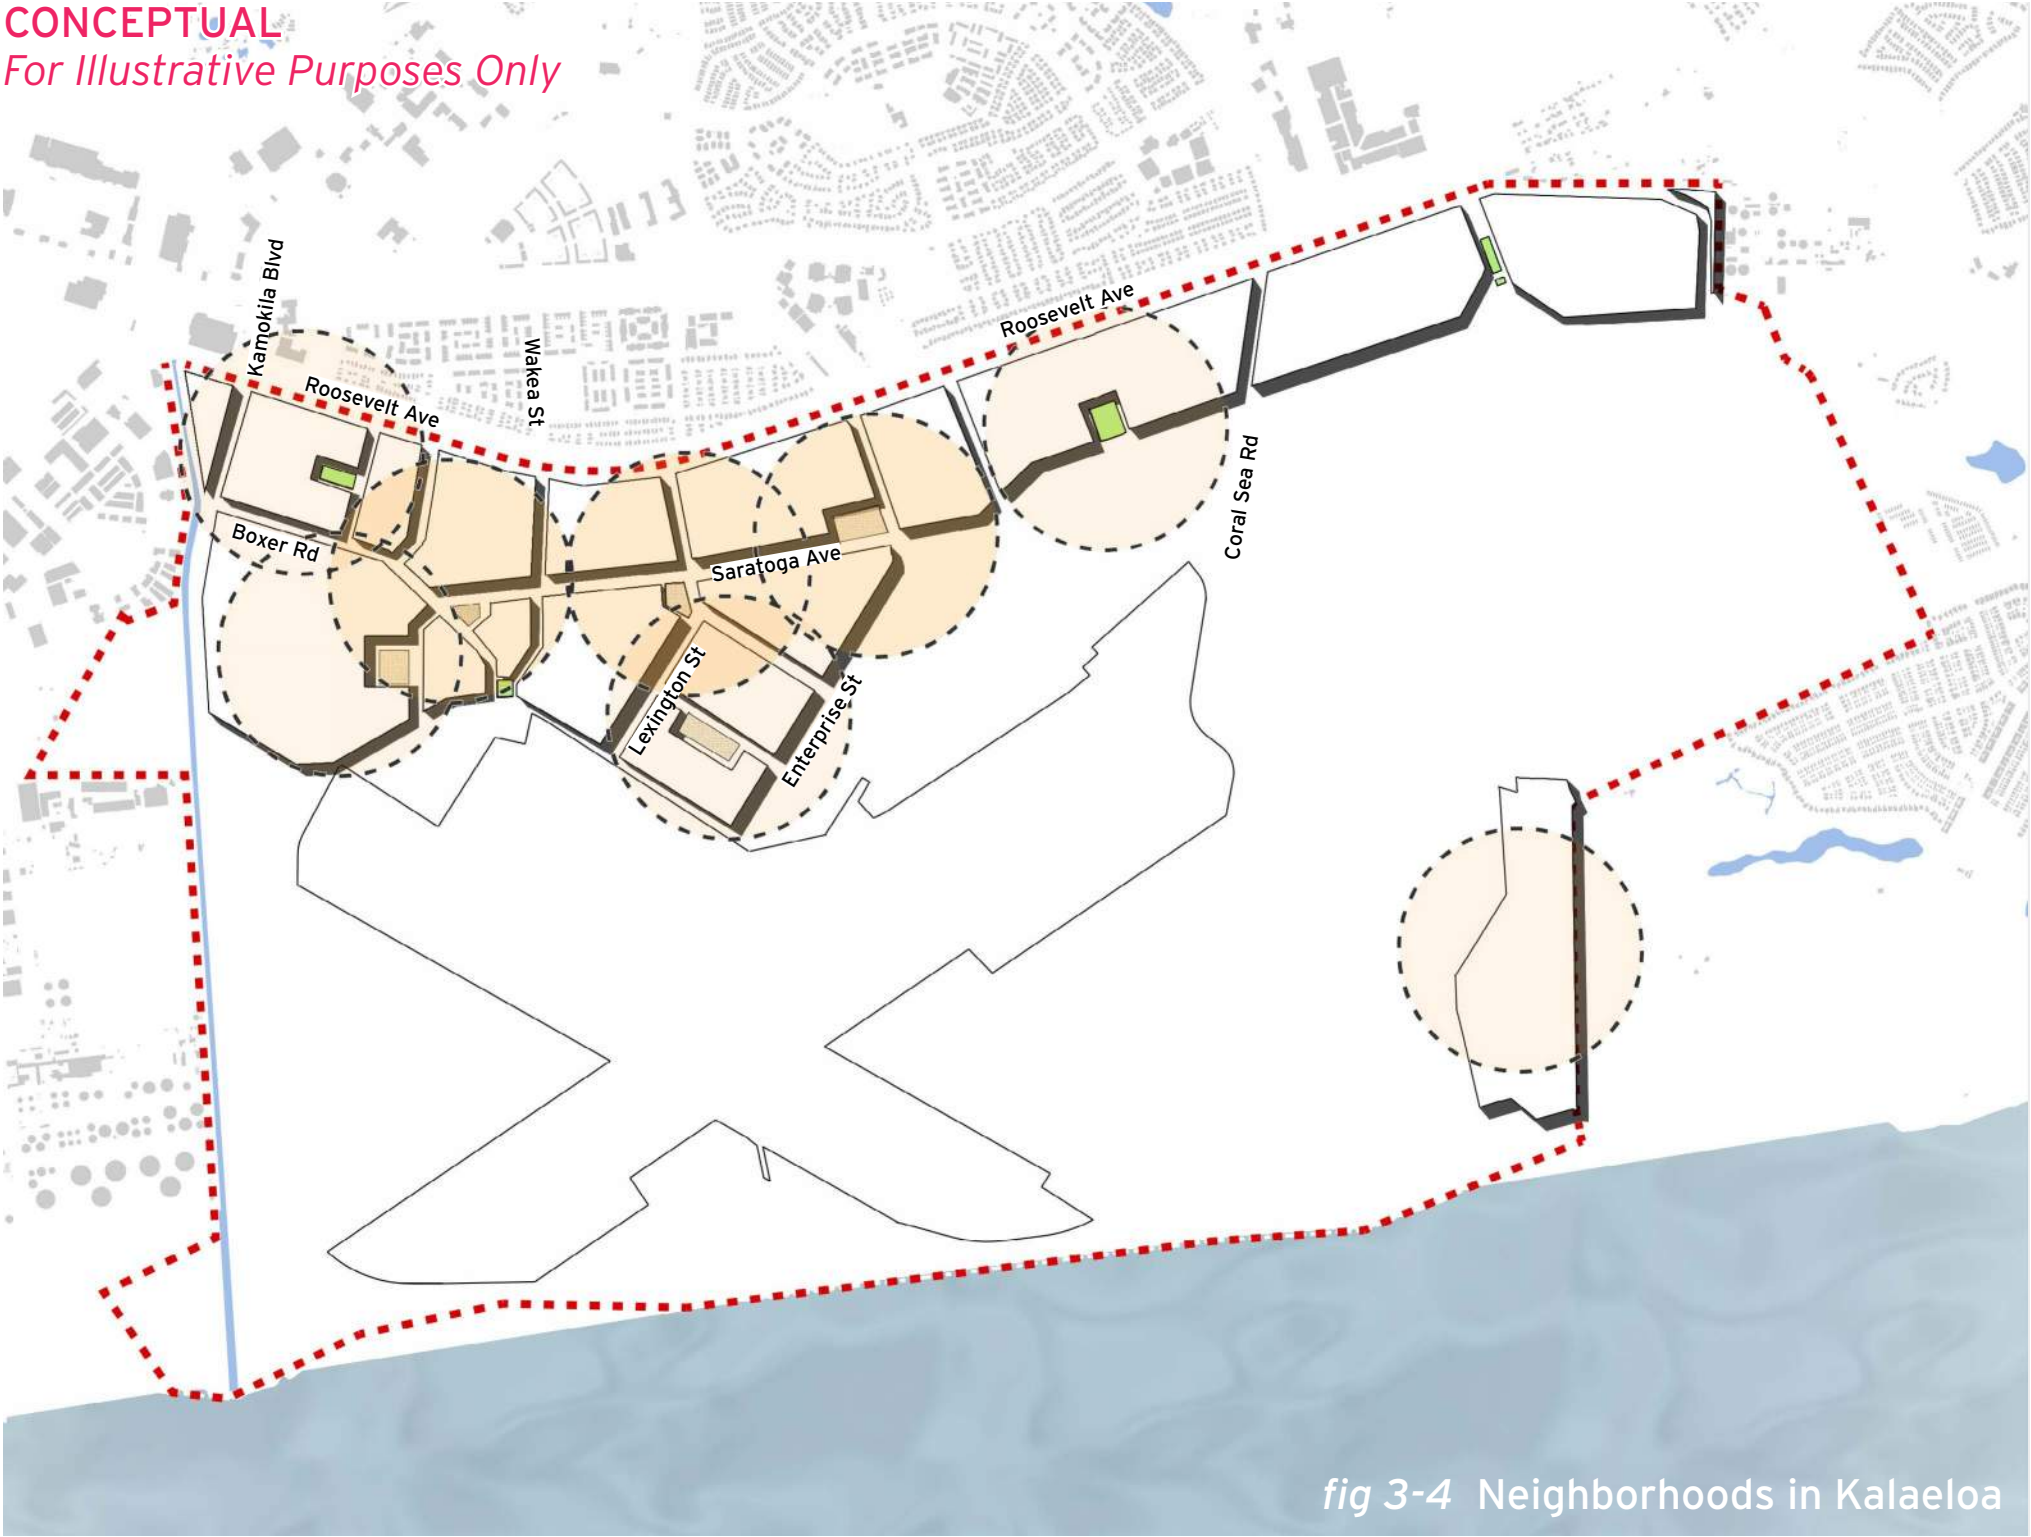 CONCEPTUAL
For Illustrative Purposes Only
Kamokila Blvd
Roosevelt Ave
Wakea St
Roosevelt Ave
Boxer Rd
Saratoga Ave
Coral Sea Rd
Lexington St
Enterprise St
fig 3-4 Neighborhoods in Kalaeloa